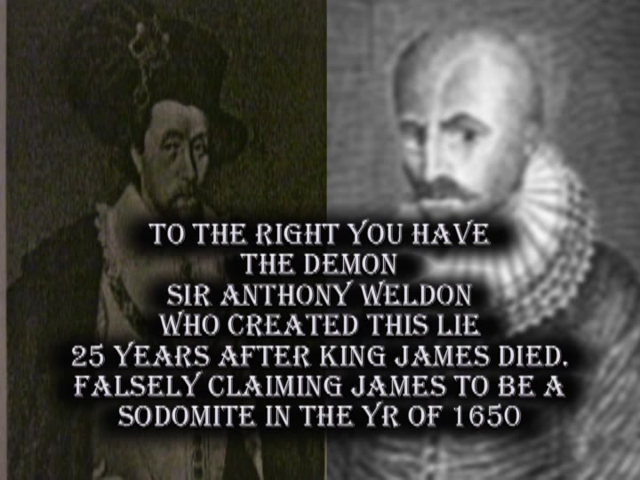 TO THE RIGHT YOU HAVE
THE DEMON
SIR ANTHONY WELDON
WHO CREATED THIS LIE
25 YEARS AFTER KING JAMES DIED.
FALSELY CLAIMING JAMES TO BE A
SODOMITE IN THE YR OF 1650